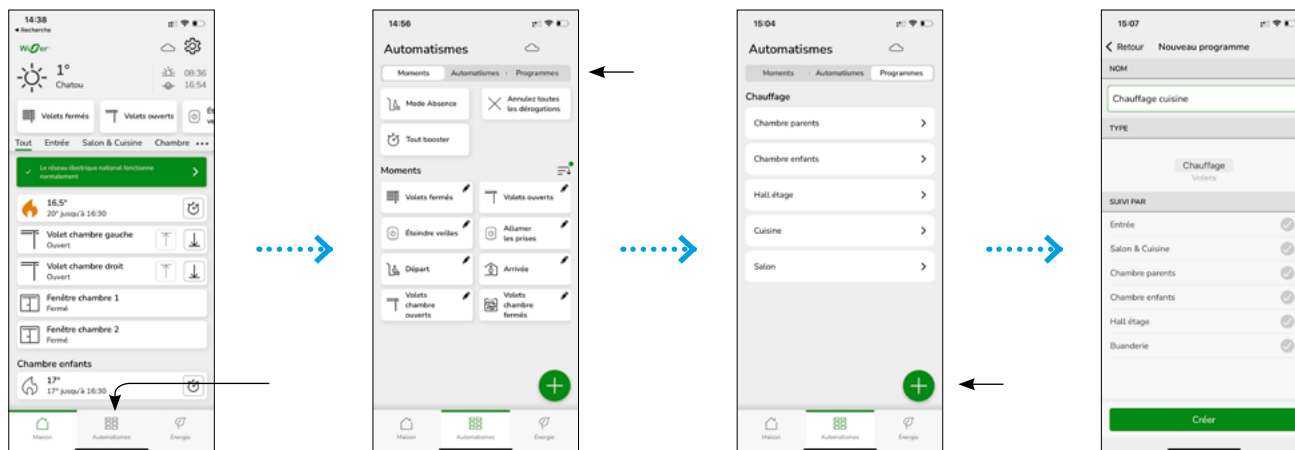 14:38
Recherche
Wiser
1°
Chatou
08:36
16:54
Volets fermés
Volets ouverts
Tout Entrée Salon & Cuisine Chambre
Le réseau électrique national fonctionne
normalement
16,5°
20° jusqu'à 16:30
Volet chambre gauche
Ouvert
Volet chambre droit
Ouvert
Fenêtre chambre 1
Fermé
Fenêtre chambre 2
Fermé
Chambre enfants
17°
17° jusqu'à 16:30
Maison Automatismes Énergie
14:56
Automatismes
Moments Automatismes Programmes
Mode Absence
Annulez toutes
les dérogations
Tout booster
Moments
Volets fermés
Volets ouverts
Éteindre veilles
Allumer
les prises
Départ
Arrivée
Volets
chambre
ouverts
Volets
chambre
fermés
Maison Automatismes Énergie
15:04
Automatismes
Moments Automatismes Programmes
Chauffage
Chambre parents
Chambre enfants
Hall étage
Cuisine
Salon
Maison Automatismes Énergie
15:07
Retour Nouveau programme
NOM
Chauffage cuisine
TYPE
Chauffage
Volets
SUIVI PAR
Entrée
Salon & Cuisine
Chambre parents
Chambre enfants
Hall étage
Buanderie
Créer